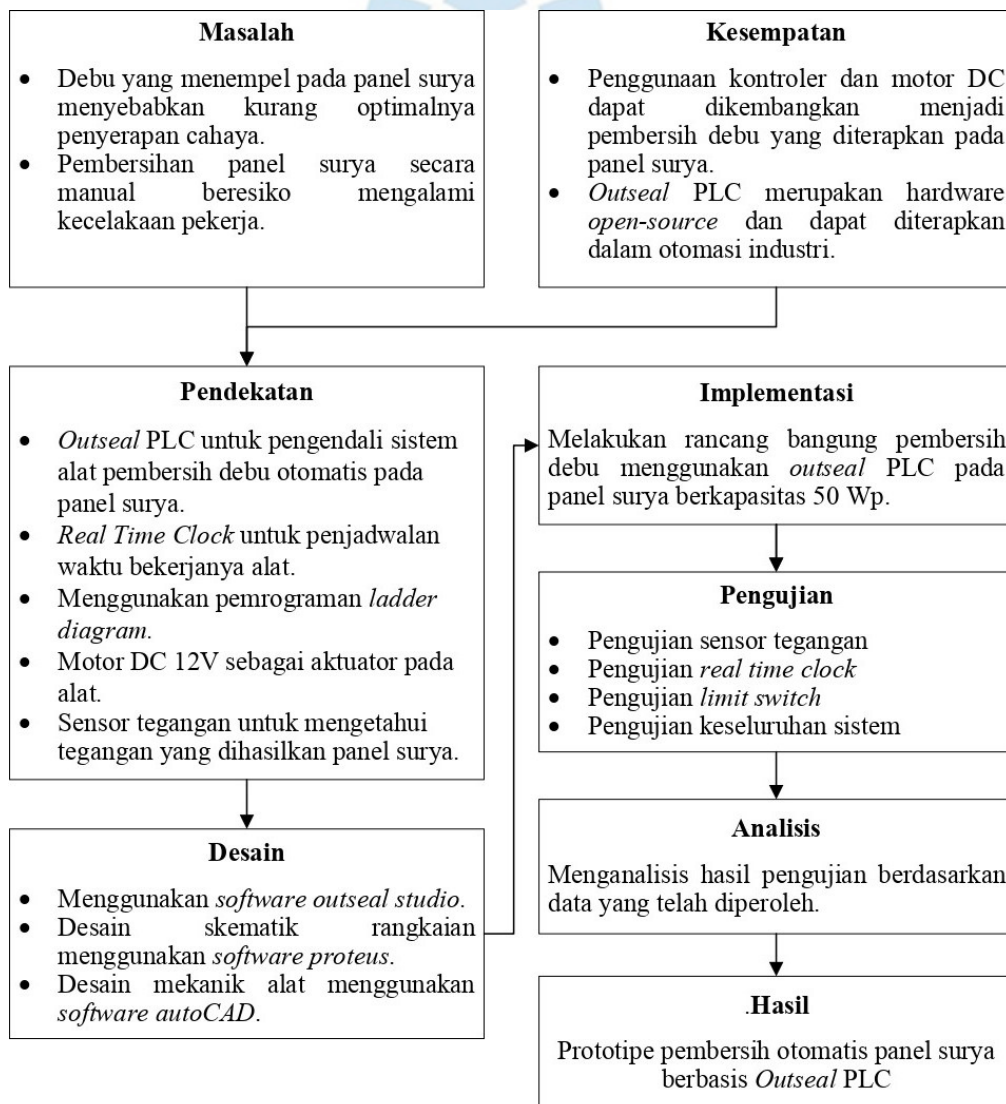 Masalah
• Debu yang menempel pada panel surya
menyebabkan kurang optimalnya
penyerapan cahaya.
• Pembersihan panel surya secara
manual beresiko mengalami
kecelakaan pekerja.
Kesempatan
• Penggunaan kontroler dan motor DC
dapat dikembangkan menjadi
pembersih debu yang diterapkan pada
panel surya.
• Outseal PLC merupakan hardware
open-source dan dapat diterapkan
dalam otomasi industri.
Pendekatan
• Outseal PLC untuk pengendali sistem
alat pembersih debu otomatis pada
panel surya.
• Real Time Clock untuk penjadwalan
waktu bekerjanya alat.
• Menggunakan pemrograman ladder
diagram.
• Motor DC 12V sebagai aktuator pada
alat.
• Sensor tegangan untuk mengetahui
tegangan yang dihasilkan panel surya.
Desain
• Menggunakan software outseal studio.
• Desain skematik rangkaian
menggunakan software proteus.
• Desain mekanik alat menggunakan
software autoCAD.
Implementasi
Melakukan rancang bangung pembersih
debu menggunakan outseal PLC pada
panel surya berkapasitas 50 Wp.
Pengujian
• Pengujian sensor tegangan
• Pengujian real time clock
• Pengujian limit switch
• Pengujian keseluruhan sistem
Analisis
Menganalisis hasil pengujian berdasarkan
data yang telah diperoleh.
.Hasil
Prototipe pembersih otomatis panel surya
berbasis Outseal PLC